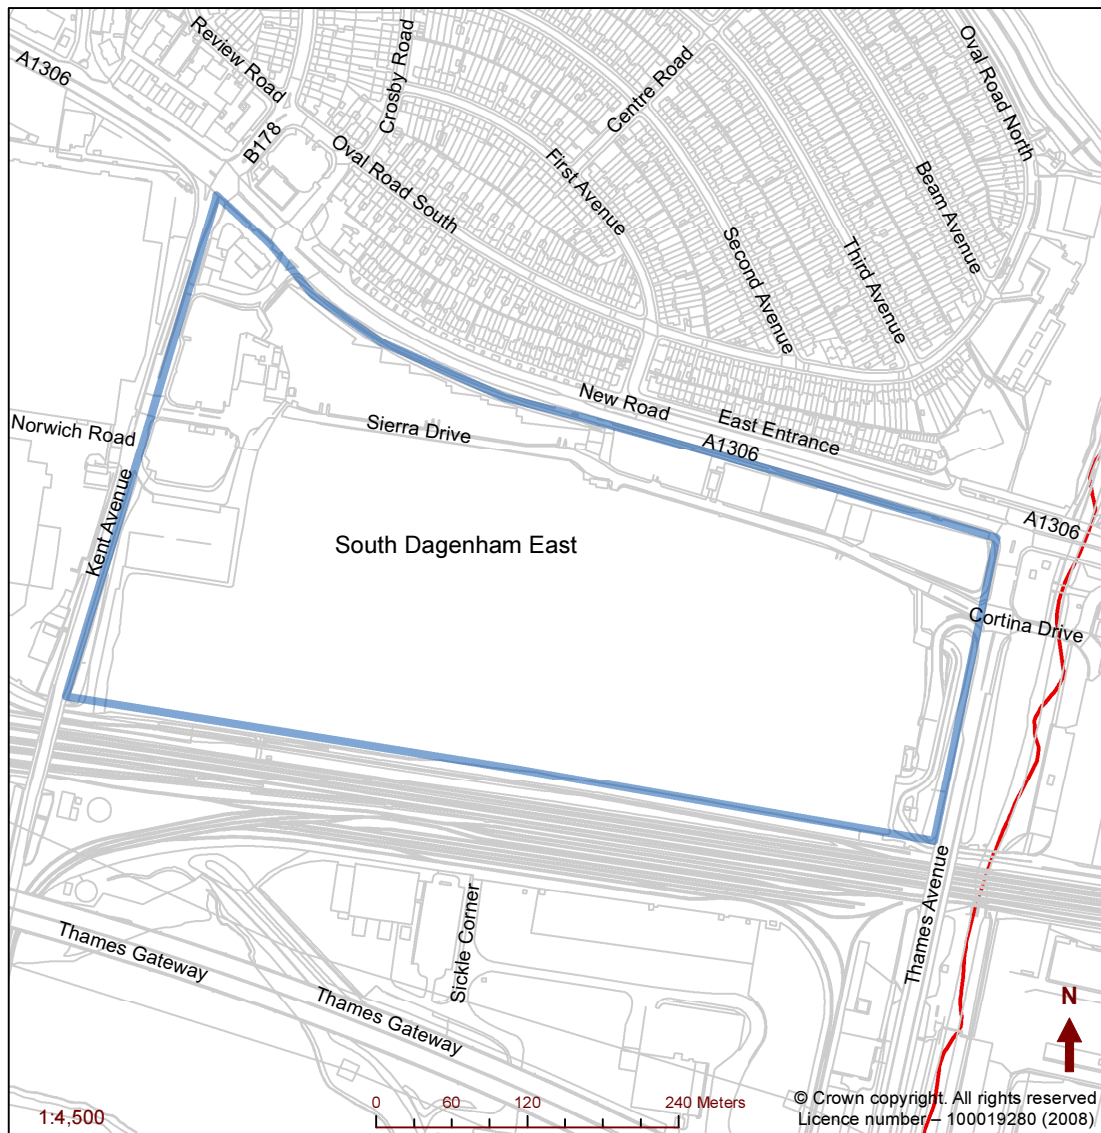 A1306
Review Road
Crosby Road
B178
Oval Road South
Centre Road
First Avenue
Oval Road North
Beam Avenue
Third Avenue
Second Avenue
New Road
East Entrance
A1306
A1306
Sierra Drive
Norwich Road
Kent Avenue
South Dagenham East
Cortina Drive
Thames Avenue
Sickle Corner
Thames Gateway
Thames Gateway
N
1:4,500
0 60 120 240 Meters
© Crown copyright. All rights reserved
Licence number – 100019280 (2008)